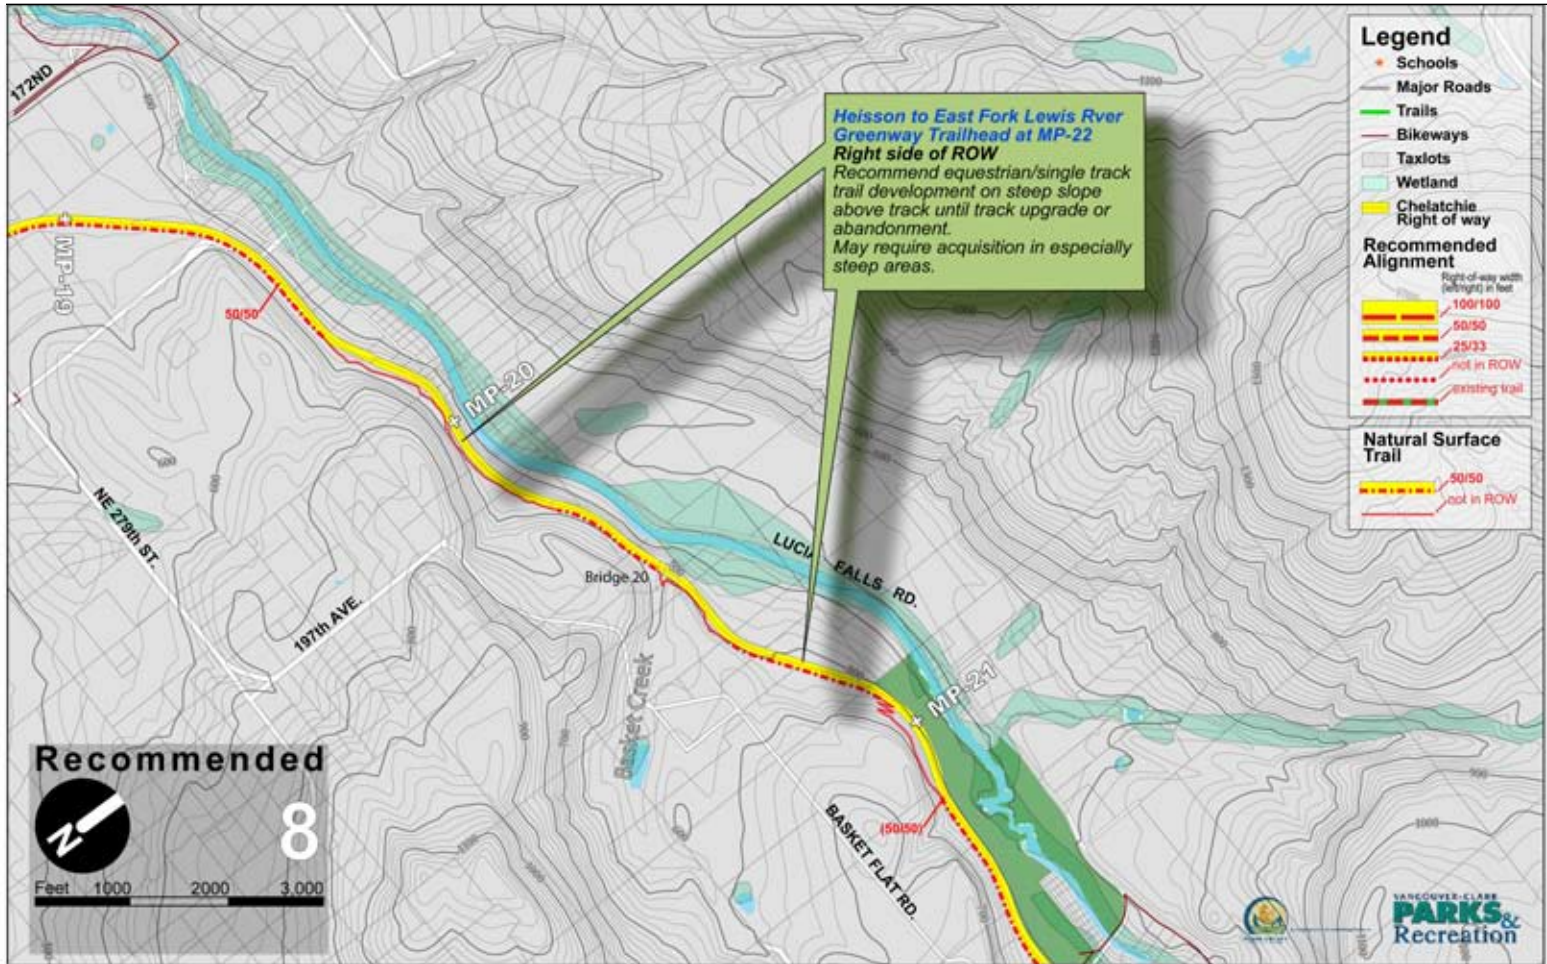 172ND
MP-19
50/50
MP-20
NE 279th ST.
197th AVE.
Bridge 20
Basket Creek
LUCIA FALLS RD.
MP-21
(50/50)
BASKET FLAT RD.
Heisson to East Fork Lewis Rver
Greenway Trailhead at MP-22
Right side of ROW
Recommend equestrian/single track
trail development on steep slope
above track until track upgrade or
abandonment.
May require acquisition in especially
steep areas.
Legend
Schools
Major Roads
Trails
Bikeways
Taxlots
Wetland
Chelatchie
Right of way
Recommended
Alignment
Right-of-way width
(left/right) in feet
100/100
50/50
25/33
not in ROW
existing trail
Natural Surface
Trail
50/50
not in ROW
Recommended
N
8
Feet 1000 2000 3,000
VANCOUVER-CLARK
PARKS &
Recreation